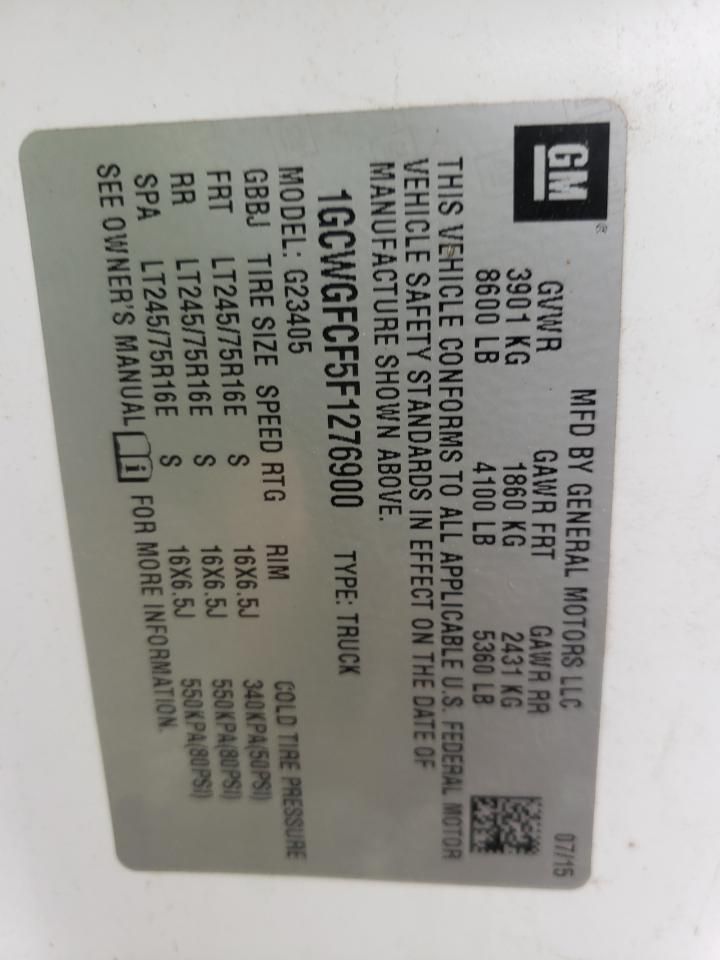 GM®
MFD BY GENERAL MOTORS LLC 07/15
GVWR GAWR FRT GAWR RR
3901 KG 1860 KG 2431 KG
8600 LB 4100 LB 5360 LB
THIS VEHICLE CONFORMS TO ALL APPLICABLE U.S. FEDERAL MOTOR
VEHICLE SAFETY STANDARDS IN EFFECT ON THE DATE OF
MANUFACTURE SHOWN ABOVE.
1GCWGFCF5F1276900 TYPE: TRUCK
MODEL: G23405
GBBJ TIRE SIZE SPEED RTG RIM COLD TIRE PRESSURE
FRT LT245/75R16E S 16X6.5J 340KPA(50PSI)
RR LT245/75R16E S 16X6.5J 550KPA(80PSI)
SPA LT245/75R16E S 16X6.5J 550KPA(80PSI)
SEE OWNER'S MANUAL i FOR MORE INFORMATION.